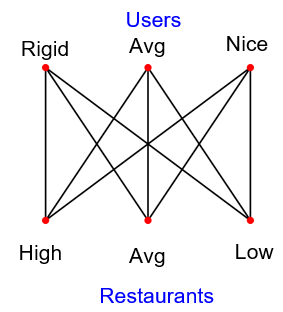 Users
Rigid Avg Nice
High Avg Low
Restaurants